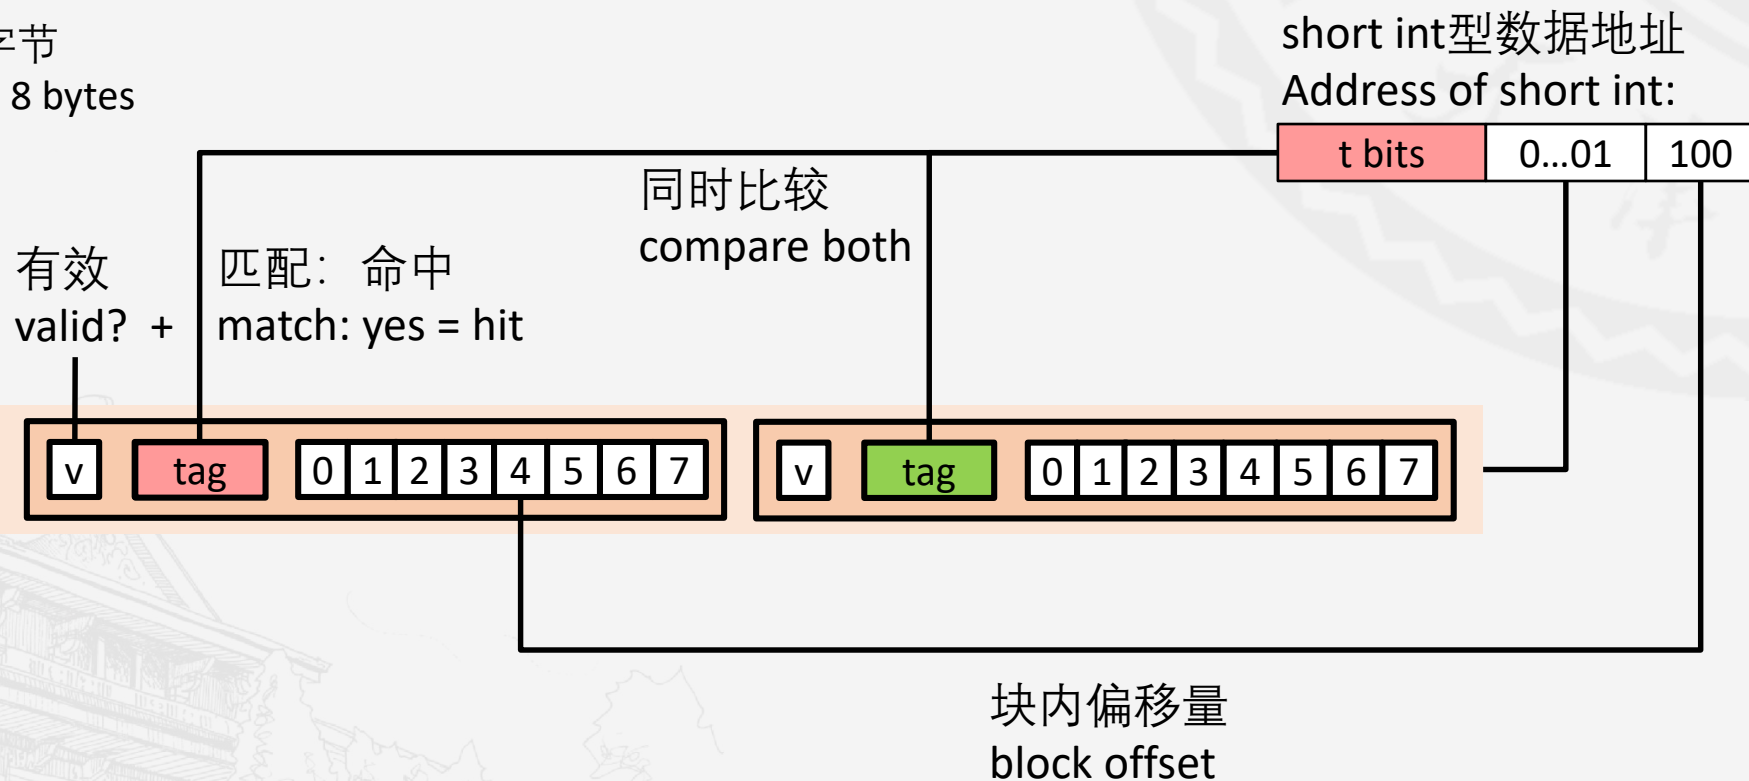 字节
8 bytes
short int型数据地址
Address of short int:
t bits 0...01 100
同时比较
compare both
有效
valid? +
匹配：命中
match: yes = hit
v tag 0 1 2 3 4 5 6 7 v tag 0 1 2 3 4 5 6 7
块内偏移量
block offset